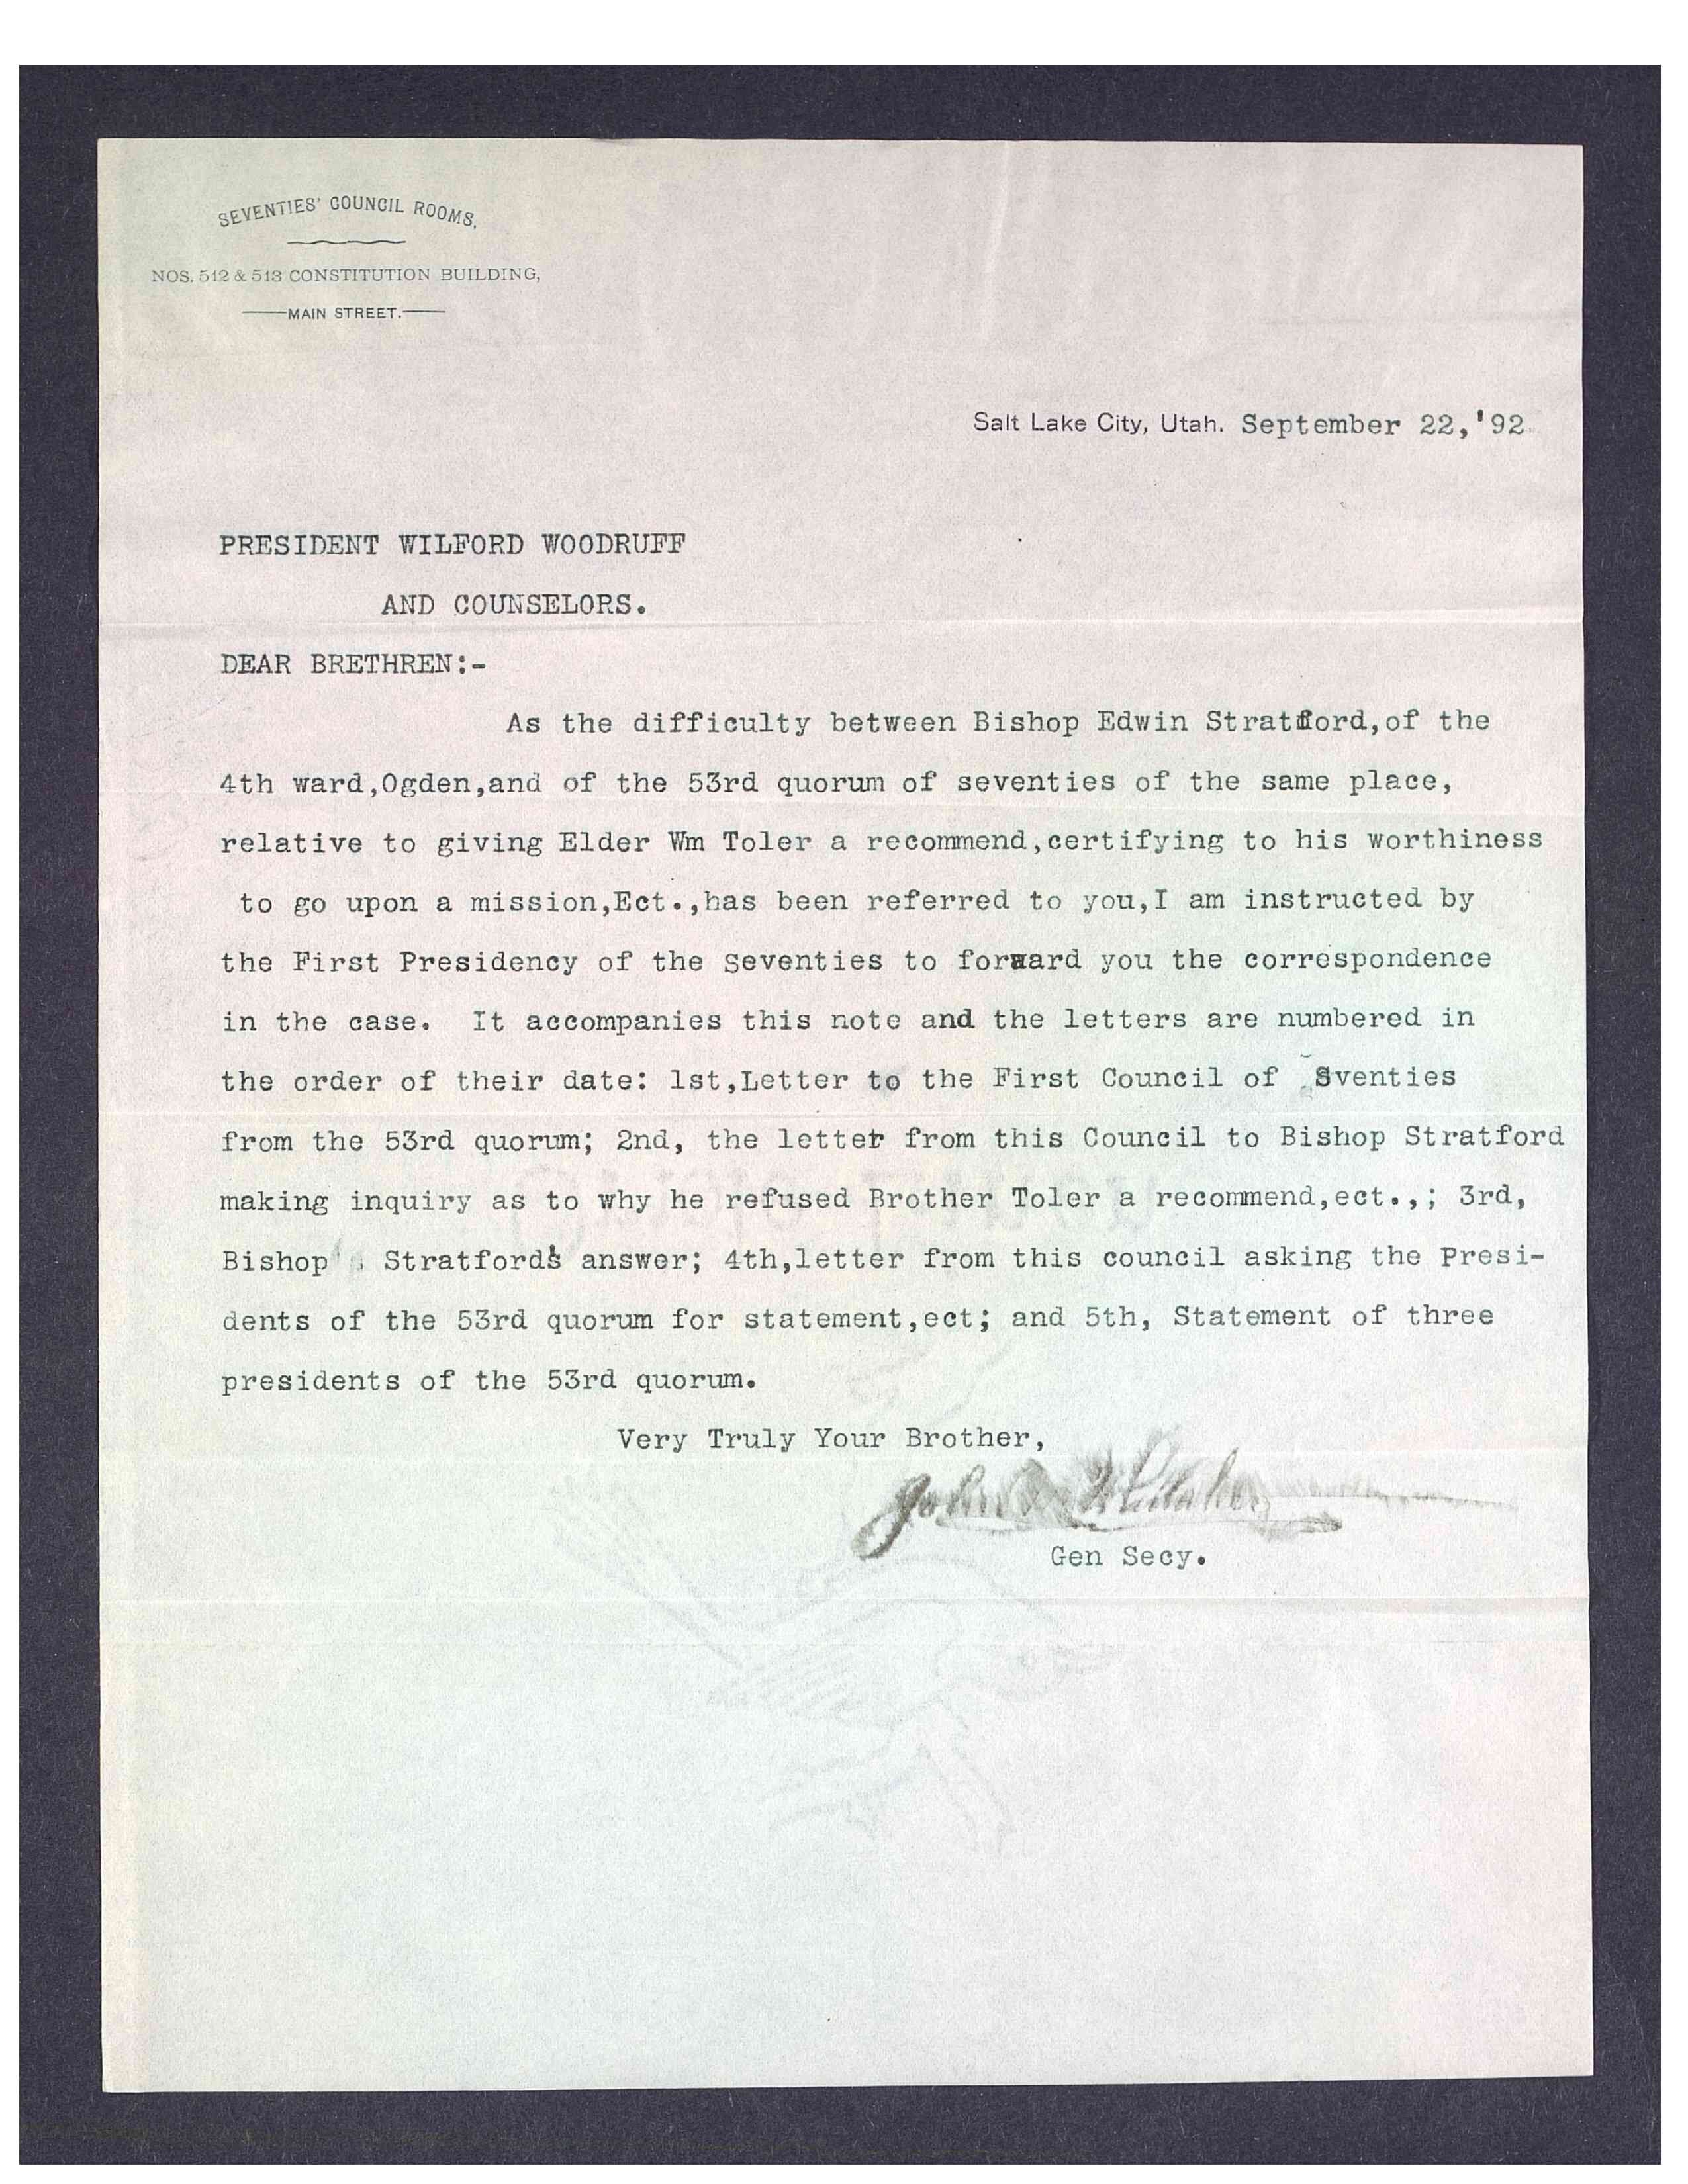 SEVENTIES' COUNCIL ROOMS,
NOS. 512 & 513 CONSTITUTION BUILDING,
MAIN STREET.
Salt Lake City, Utah. September 22,'92.
PRESIDENT WILFORD WOODRUFF
AND COUNSELORS.
DEAR BRETHREN:-
As the difficulty between Bishop Edwin Stratford,of the
4th ward,Ogden,and of the 53rd quorum of seventies of the same place,
relative to giving Elder Wm Toler a recommend,certifying to his worthiness
to go upon a mission,Ect.,has been referred to you,I am instructed by
the First Presidency of the Seventies to forward you the correspondence
in the case. It accompanies this note and the letters are numbered in
the order of their date: 1st,Letter to the First Council of Sventies
from the 53rd quorum; 2nd, the letter from this Council to Bishop Stratford
making inquiry as to why he refused Brother Toler a recommend,ect.,; 3rd,
Bishop Stratford's answer; 4th,letter from this council asking the Presi-
dents of the 53rd quorum for statement,ect; and 5th, Statement of three
presidents of the 53rd quorum.
Very Truly Your Brother,
John Whitaker
Gen Secy.